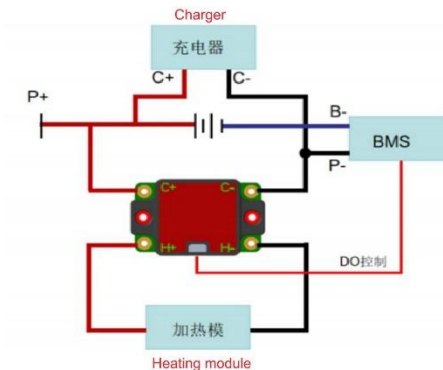 Charger
充电器
C+
C-
P+
B-
BMS
P-
C+
C-
H+
H-
DO控制
加热模
Heating module